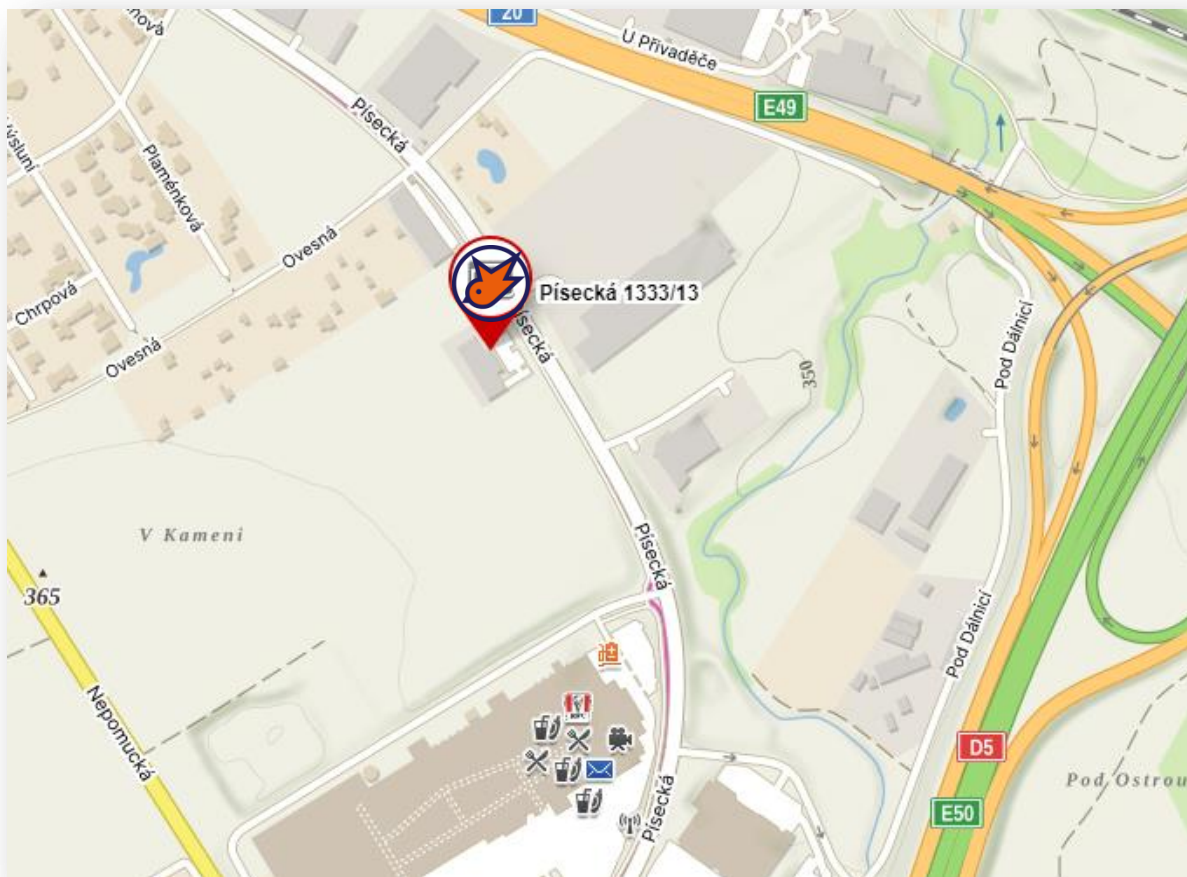 20
U Přivaděče
E49
Písecká
Plaménková
Ovesná
Chrpová
Ovesná
Písecká 1333/13
Písecká
Pod Dálnicí
350
V Kameni
365
Písecká
Pod Dálnicí
Nepomucká
KFC
D5
Pod Ostrou
E50
Písecká